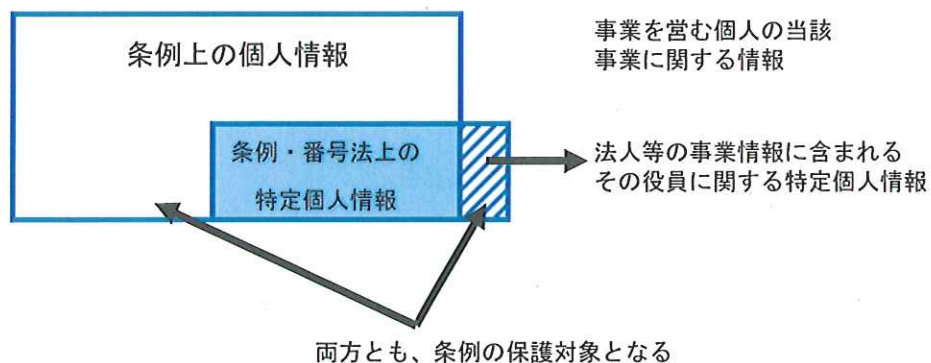 事業を営む個人の当該
事業に関する情報
条例上の個人情報
条例・番号法上の
特定個人情報
法人等の事業情報に含まれる
その役員に関する特定個人情報
両方とも、条例の保護対象となる